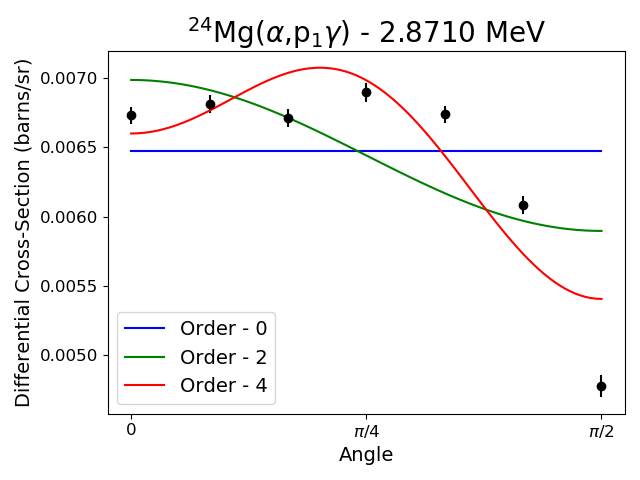 ²⁴Mg(α,p₁γ) - 2.8710 MeV
Differential Cross-Section (barns/sr)
0.0070
0.0065
0.0060
0.0055
0.0050
Order - 0
Order - 2
Order - 4
0
π/4
π/2
Angle